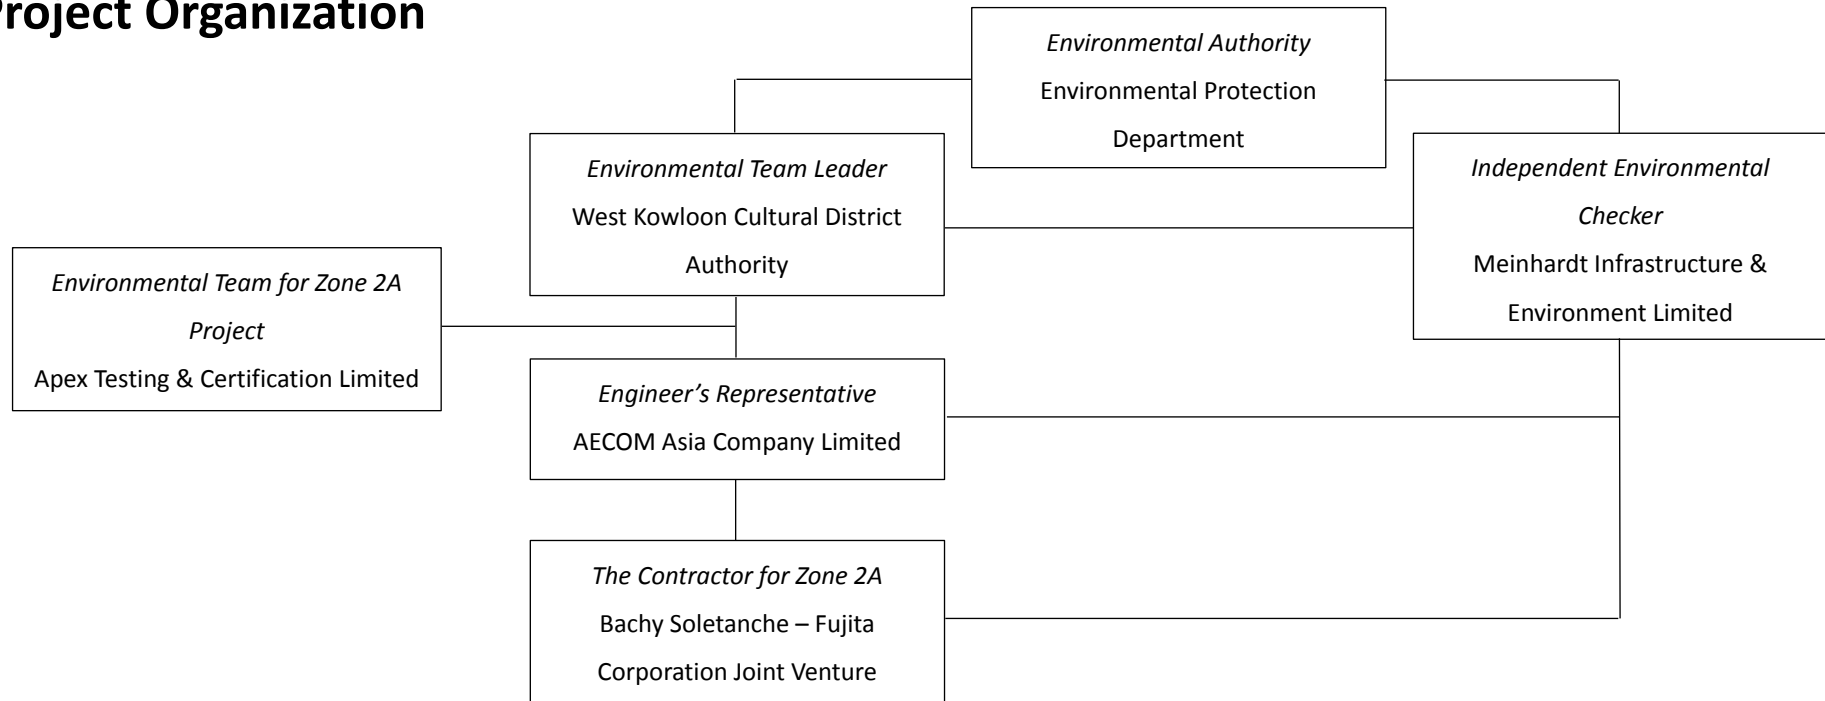 Project Organization
Environmental Authority
Environmental Protection
Department
Environmental Team Leader
West Kowloon Cultural District
Authority
Independent Environmental
Checker
Meinhardt Infrastructure &
Environment Limited
Environmental Team for Zone 2A
Project
Apex Testing & Certification Limited
Engineer’s Representative
AECOM Asia Company Limited
The Contractor for Zone 2A
Bachy Soletanche – Fujita
Corporation Joint Venture